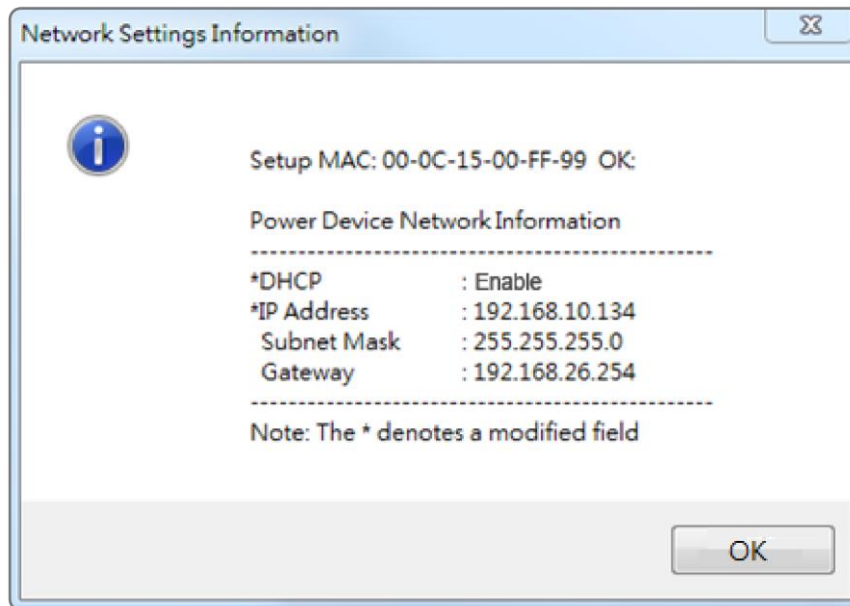 Network Settings Information
Setup MAC: 00-0C-15-00-FF-99 OK:
Power Device Network Information
------------------------------------------------
*DHCP : Enable
*IP Address : 192.168.10.134
Subnet Mask : 255.255.255.0
Gateway : 192.168.26.254
------------------------------------------------
Note: The * denotes a modified field
OK